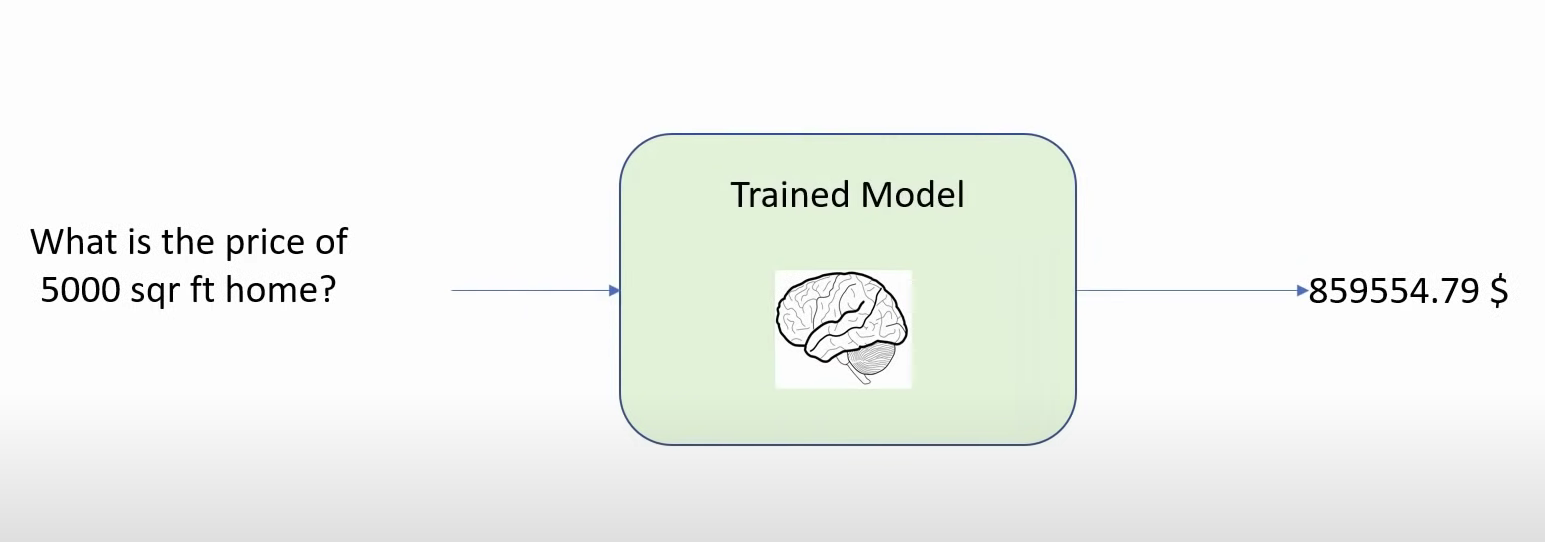 What is the price of
5000 sqr ft home?
Trained Model
859554.79 $